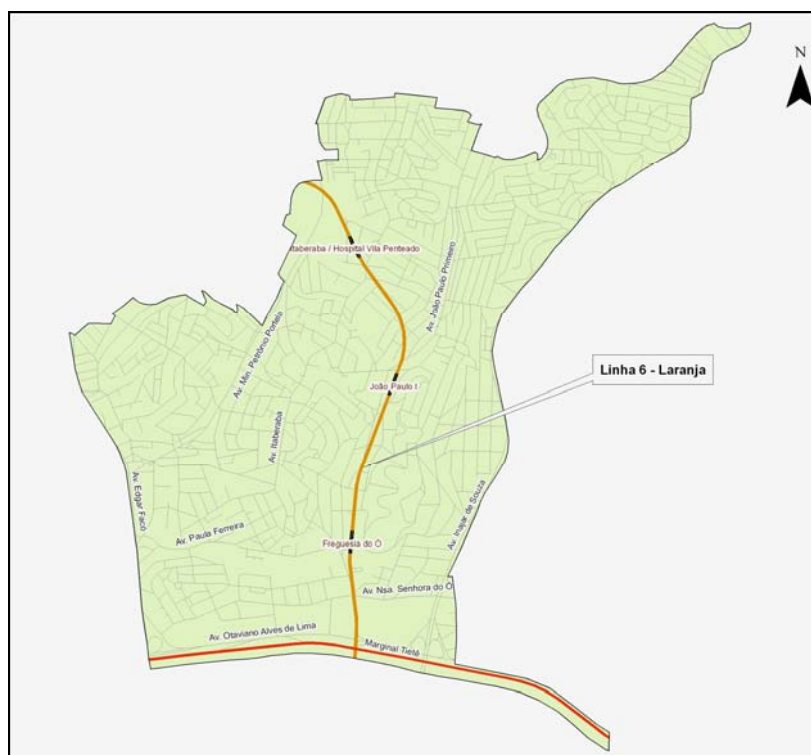 N
Itaberaba / Hospital Vila Penteado
Av. João Paulo Primeiro
Av. Min. Petrônio Portela
João Paulo I
Linha 6 - Laranja
Av. Itaberaba
Av. Edgar Facó
Av. Inajar de Souza
Av. Paula Ferreira
Freguesia do Ó
Av. Nsa. Senhora do Ó
Av. Otaviano Alves de Lima
Marginal Tietê